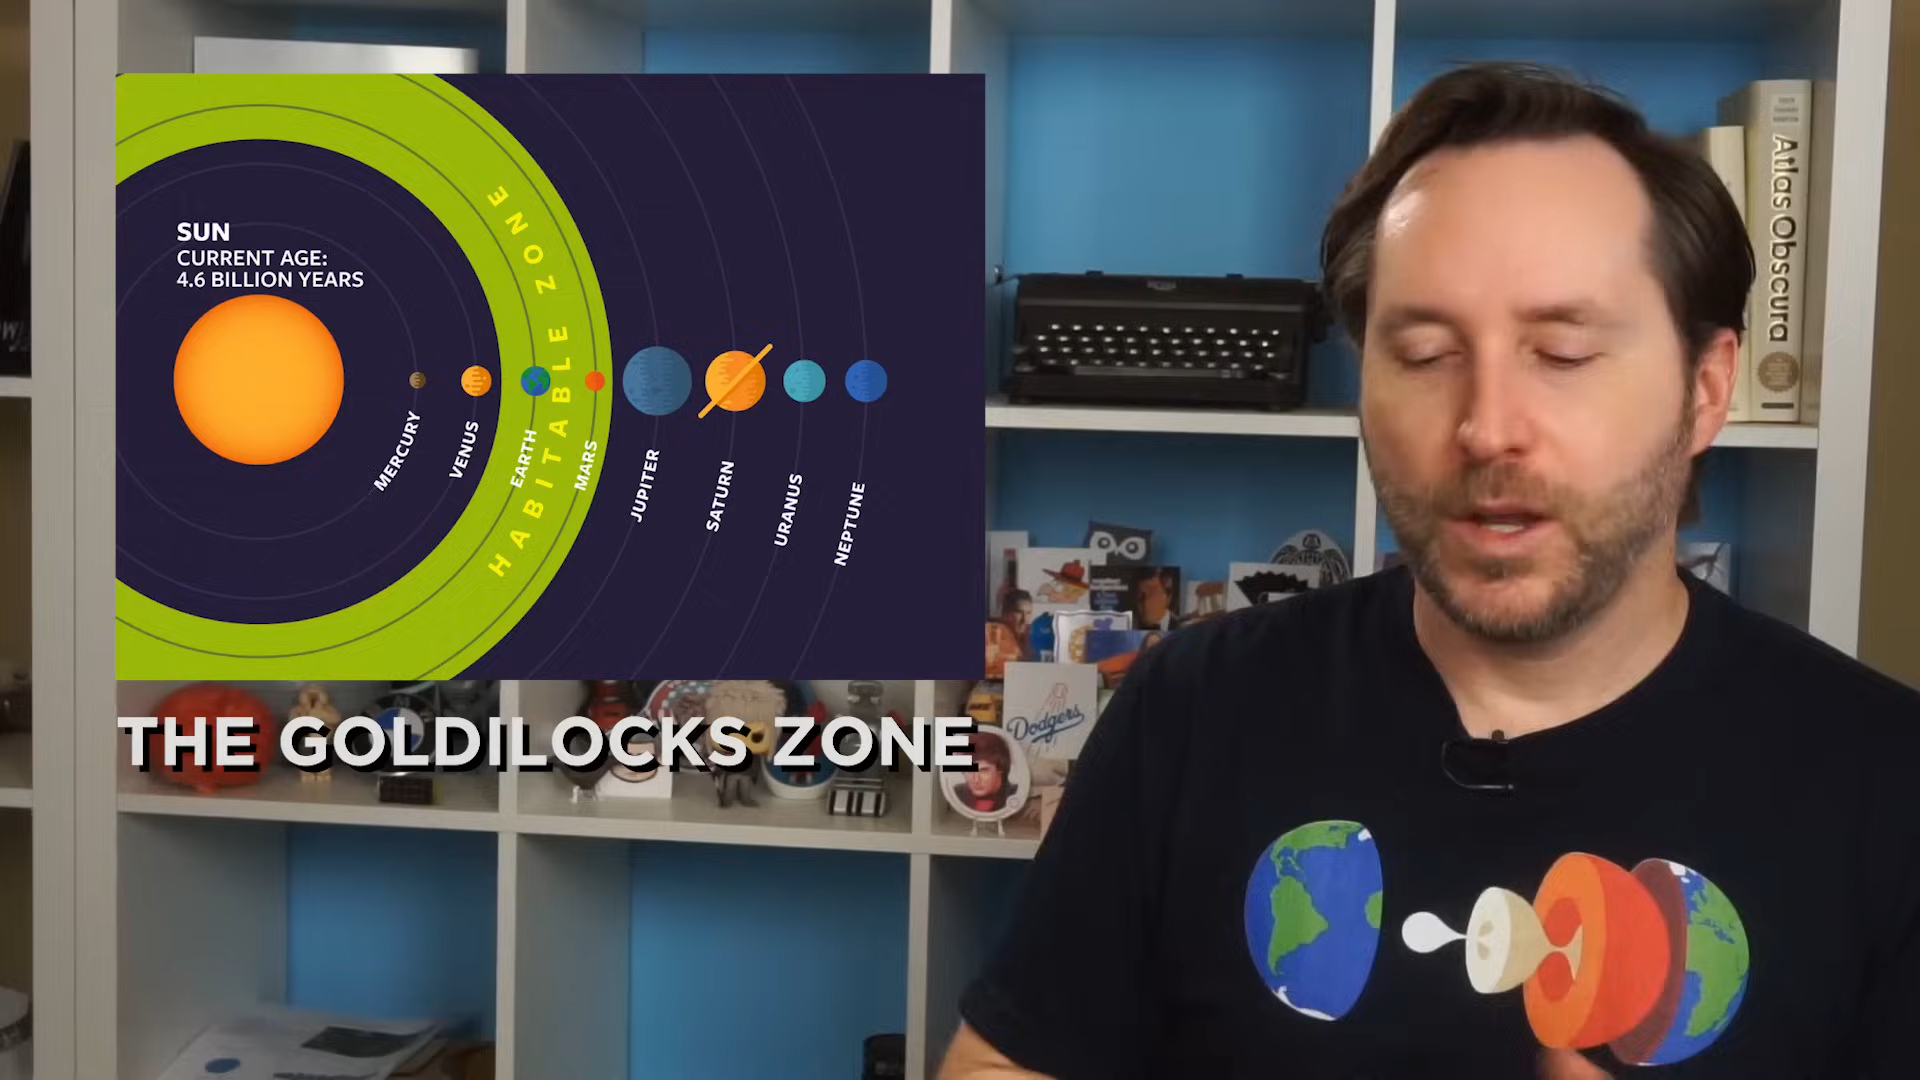 SUN
CURRENT AGE:
4.6 BILLION YEARS
HABITABLE ZONE
MERCURY
VENUS
EARTH
MARS
JUPITER
SATURN
URANUS
NEPTUNE
THE GOLDILOCKS ZONE
Atlas Obscura
Dodgers